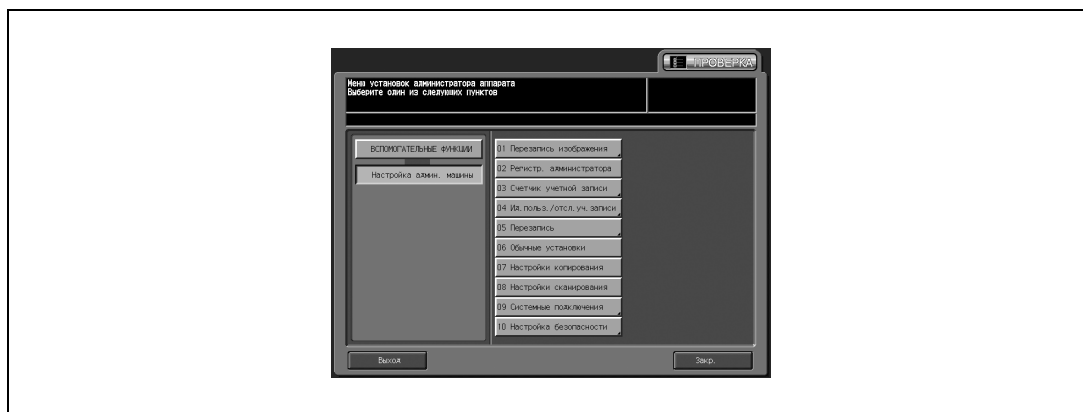 ПРОВЕРКА
Меню установок администратора аппарата
Выберите один из следующих пунктов
ВСПОМОГАТЕЛЬНЫЕ ФУНКЦИИ
Настройка админ. машины
01 Перезапись изображения
02 Регистр. администратора
03 Счетчик учетной записи
04 Ид.польз./отсл.уч.записи
05 Перезапись
06 Обычные установки
07 Настройки копирования
08 Настройки сканирования
09 Системные подключения
10 Настройка безопасности
Выход
Закр.